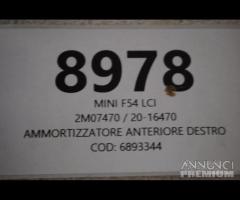 8978
MINI F54 LCI
2M07470 / 20-16470
AMMORTIZZATORE ANTERIORE DESTRO
COD: 6893344
ANNUNCI
PREMIUM